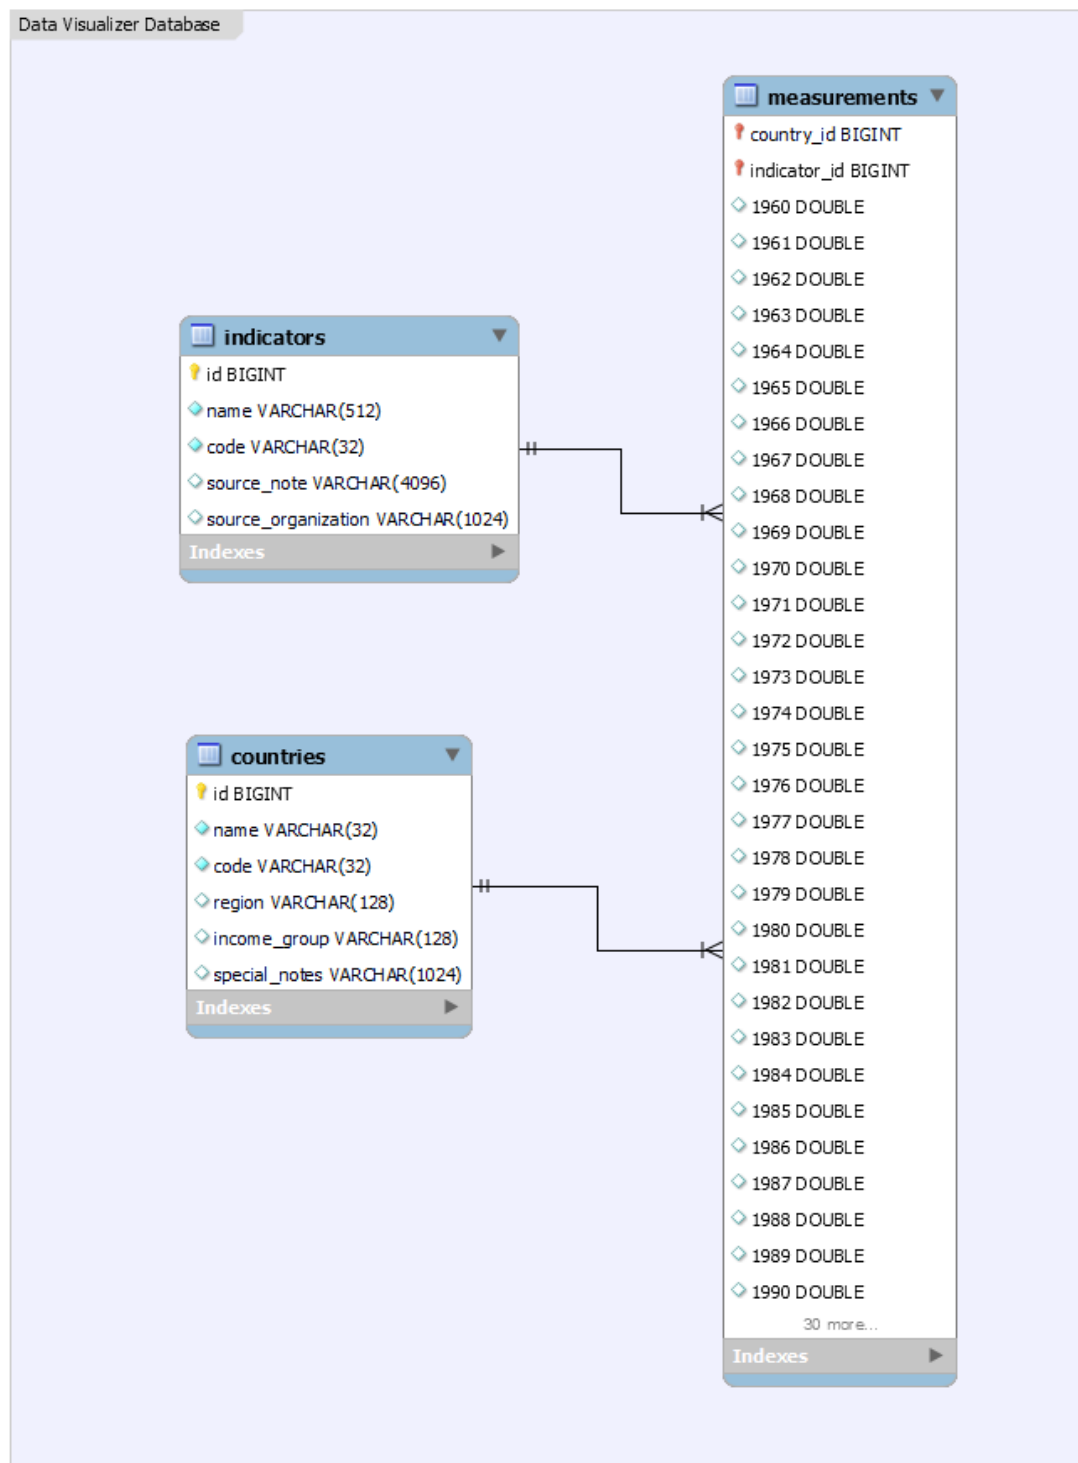 Data Visualizer Database
measurements
country_id BIGINT
indicator_id BIGINT
1960 DOUBLE
1961 DOUBLE
1962 DOUBLE
1963 DOUBLE
1964 DOUBLE
1965 DOUBLE
1966 DOUBLE
1967 DOUBLE
1968 DOUBLE
1969 DOUBLE
1970 DOUBLE
1971 DOUBLE
1972 DOUBLE
1973 DOUBLE
1974 DOUBLE
1975 DOUBLE
1976 DOUBLE
1977 DOUBLE
1978 DOUBLE
1979 DOUBLE
1980 DOUBLE
1981 DOUBLE
1982 DOUBLE
1983 DOUBLE
1984 DOUBLE
1985 DOUBLE
1986 DOUBLE
1987 DOUBLE
1988 DOUBLE
1989 DOUBLE
1990 DOUBLE
30 more...
Indexes
indicators
id BIGINT
name VARCHAR(512)
code VARCHAR(32)
source_note VARCHAR(4096)
source_organization VARCHAR(1024)
Indexes
countries
id BIGINT
name VARCHAR(32)
code VARCHAR(32)
region VARCHAR(128)
income_group VARCHAR(128)
special_notes VARCHAR(1024)
Indexes